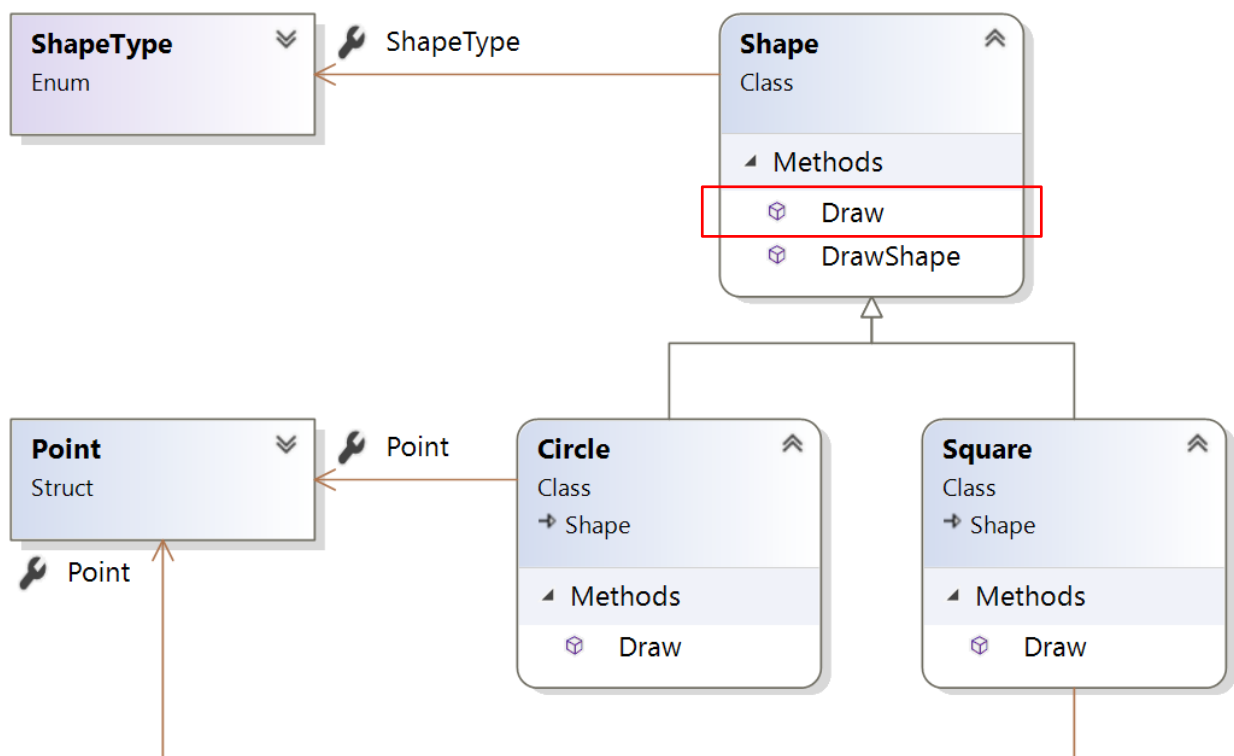 ShapeType
Enum
ShapeType
Shape
Class
Methods
Draw
DrawShape
Point
Struct
Point
Point
Circle
Class
Shape
Methods
Draw
Square
Class
Shape
Methods
Draw